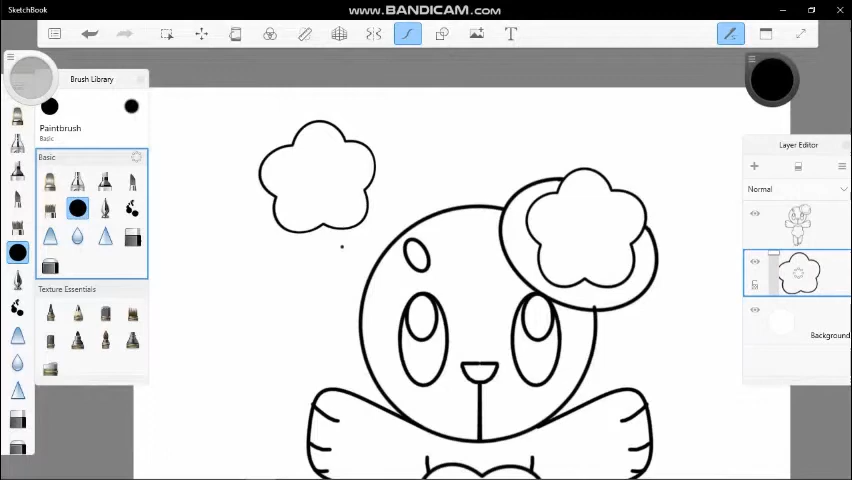 www.BANDICAM.com
SketchBook
Brush Library
Paintbrush
Basic
Basic
Texture Essentials
Layer Editor
Normal
Background